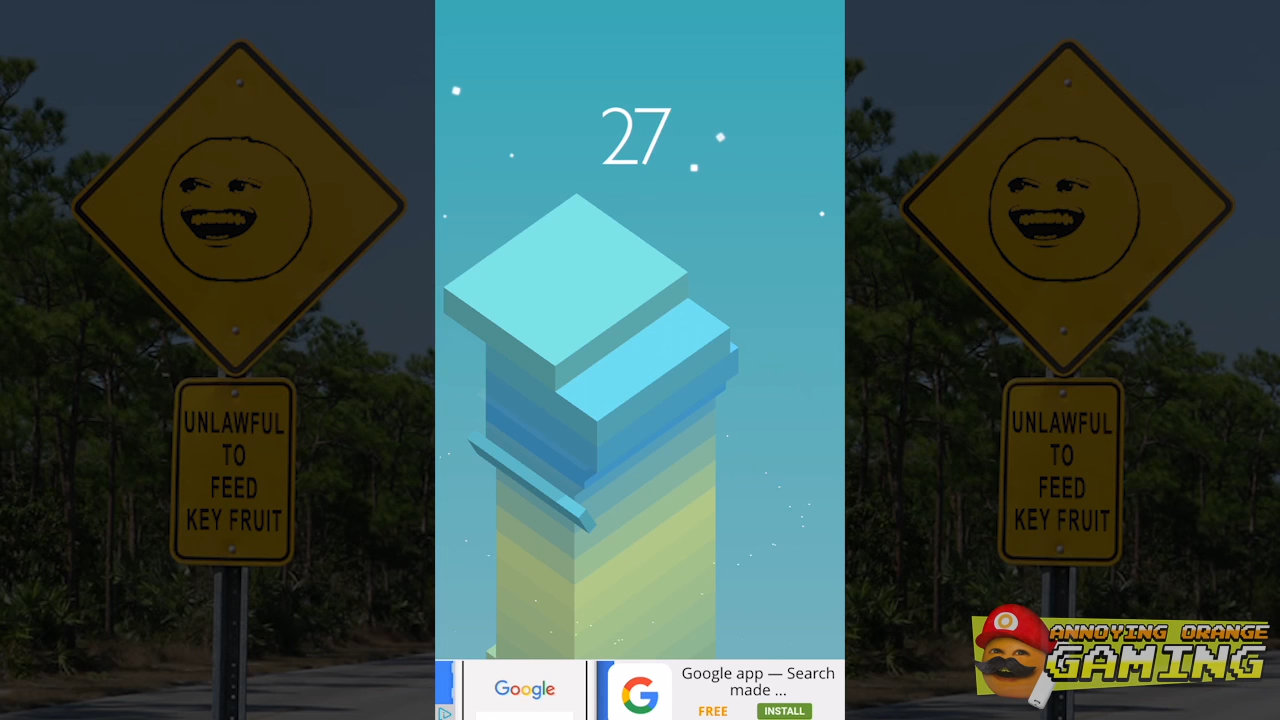 27
UNLAWFUL
TO
FEED
KEY FRUIT
UNLAWFUL
TO
FEED
KEY FRUIT
ANNOYING ORANGE
GAMING
Google
Google app — Search
made ...
FREE
INSTALL